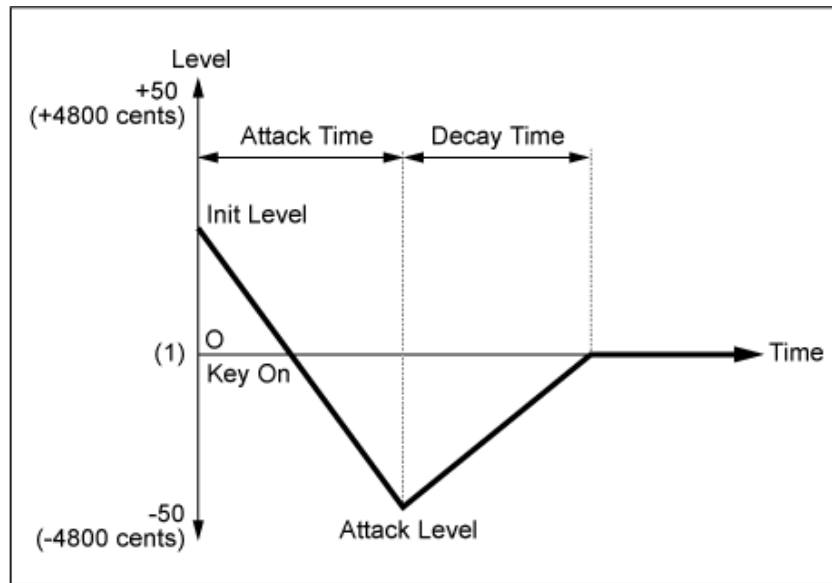 Level
+50
(+4800 cents)
Attack Time
Decay Time
Init Level
O
(1)
Time
Key On
-50
(-4800 cents)
Attack Level